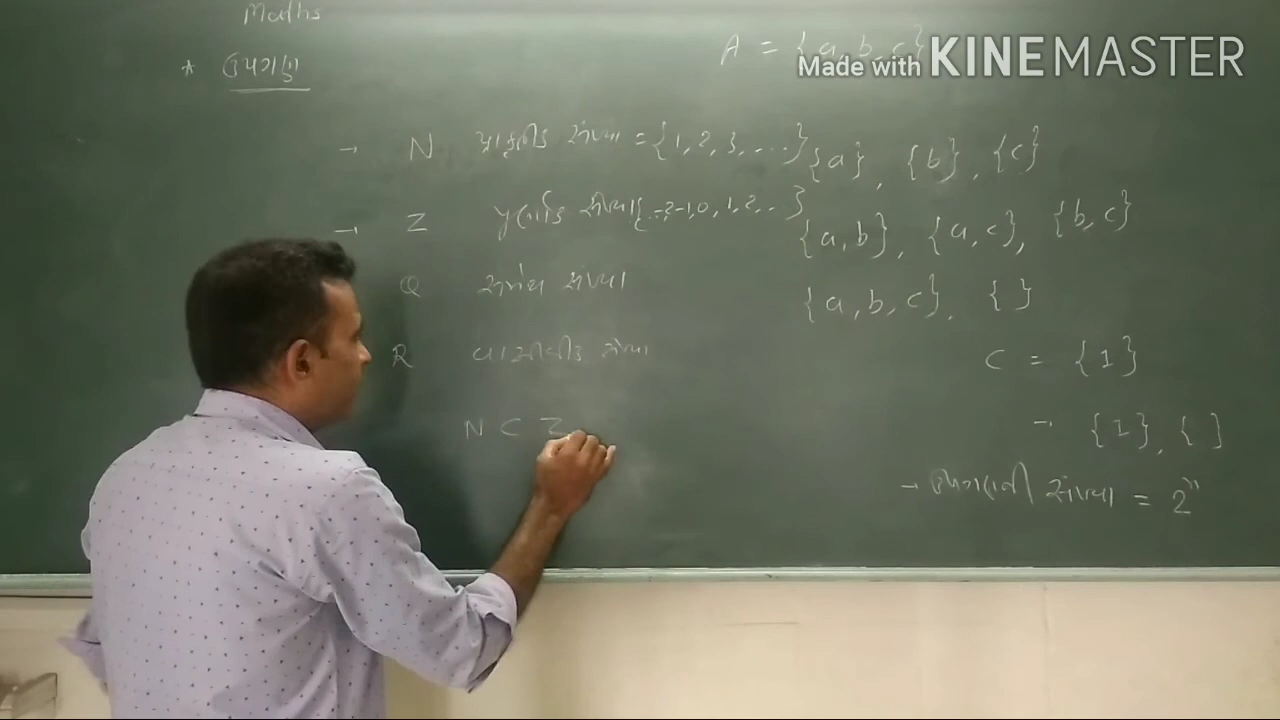 Maths
* ઉપગણ
A = {a, b, c}
Made with KINEMASTER
→ N પ્રાકૃતિક સંખ્યા = {1, 2, 3, ...}
{a}, {b}, {c}
→ Z પૂર્ણાંક સંખ્યા {..-2-1,0, 1, 2, ..}
{a, b}, {a, c}, {b, c}
Q સંમેય સંખ્યા
{a, b, c}, { }
R વાસ્તવિક સંખ્યા
C = {1}
N ⊂ Z
→ {1}, { }
→ ઉપગણની સંખ્યા = 2ⁿ